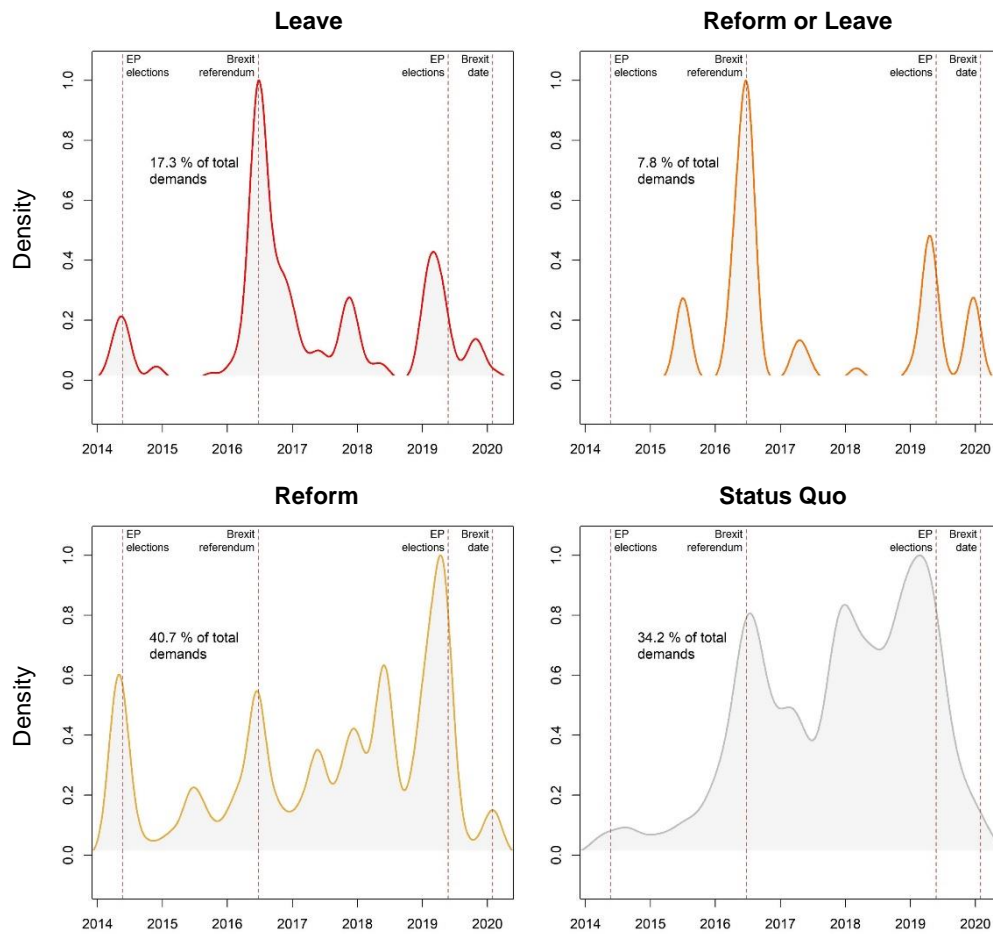 Leave
EP
elections
Brexit
referendum
EP
elections
Brexit
date
Density
1.0
0.8
0.6
0.4
0.2
0.0
17.3 % of total
demands
2014 2015 2016 2017 2018 2019 2020
Reform or Leave
EP
elections
Brexit
referendum
EP
elections
Brexit
date
1.0
0.8
0.6
0.4
0.2
0.0
7.8 % of total
demands
2014 2015 2016 2017 2018 2019 2020
Reform
EP
elections
Brexit
referendum
EP
elections
Brexit
date
Density
1.0
0.8
0.6
0.4
0.2
0.0
40.7 % of total
demands
2014 2015 2016 2017 2018 2019 2020
Status Quo
EP
elections
Brexit
referendum
EP
elections
Brexit
date
1.0
0.8
0.6
0.4
0.2
0.0
34.2 % of total
demands
2014 2015 2016 2017 2018 2019 2020